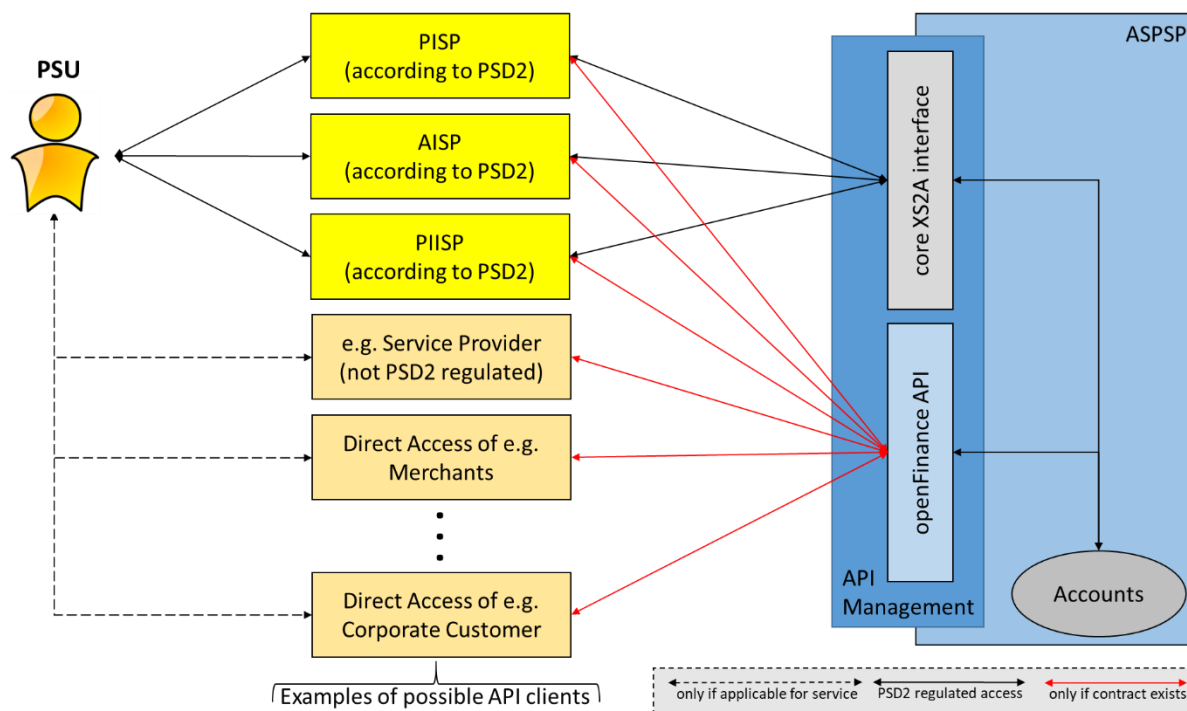 PSU
PISP
(according to PSD2)
AISP
(according to PSD2)
PIISP
(according to PSD2)
e.g. Service Provider
(not PSD2 regulated)
Direct Access of e.g.
Merchants
Direct Access of e.g.
Corporate Customer
Examples of possible API clients
ASPSP
core XS2A interface
openFinance API
API
Management
Accounts
only if applicable for service
PSD2 regulated access
only if contract exists